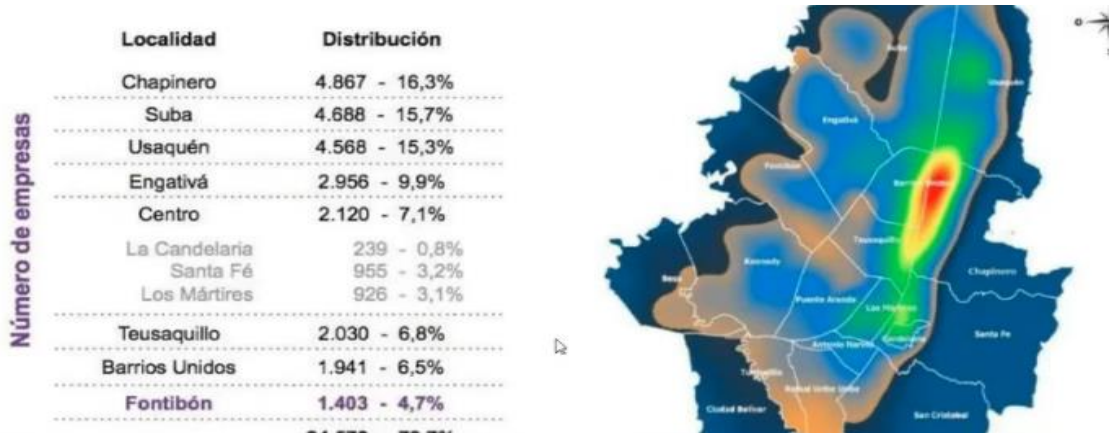 Número de empresas
Localidad Distribución
Chapinero 4.867 - 16,3%
Suba 4.688 - 15,7%
Usaquén 4.568 - 15,3%
Engativá 2.956 - 9,9%
Centro 2.120 - 7,1%
La Candelaria 239 - 0,8%
Santa Fé 955 - 3,2%
Los Mártires 926 - 3,1%
Teusaquillo 2.030 - 6,8%
Barrios Unidos 1.941 - 6,5%
Fontibón 1.403 - 4,7%
Suba
Usaquén
Engativá
Fontibón
Barrios Unidos
Teusaquillo
Chapinero
Kennedy
Bosa
Puente Aranda
Los Mártires
Santa Fe
Candelaria
Antonio Nariño
Tunjuelito
Rafael Uribe Uribe
Ciudad Bolívar
San Cristobal